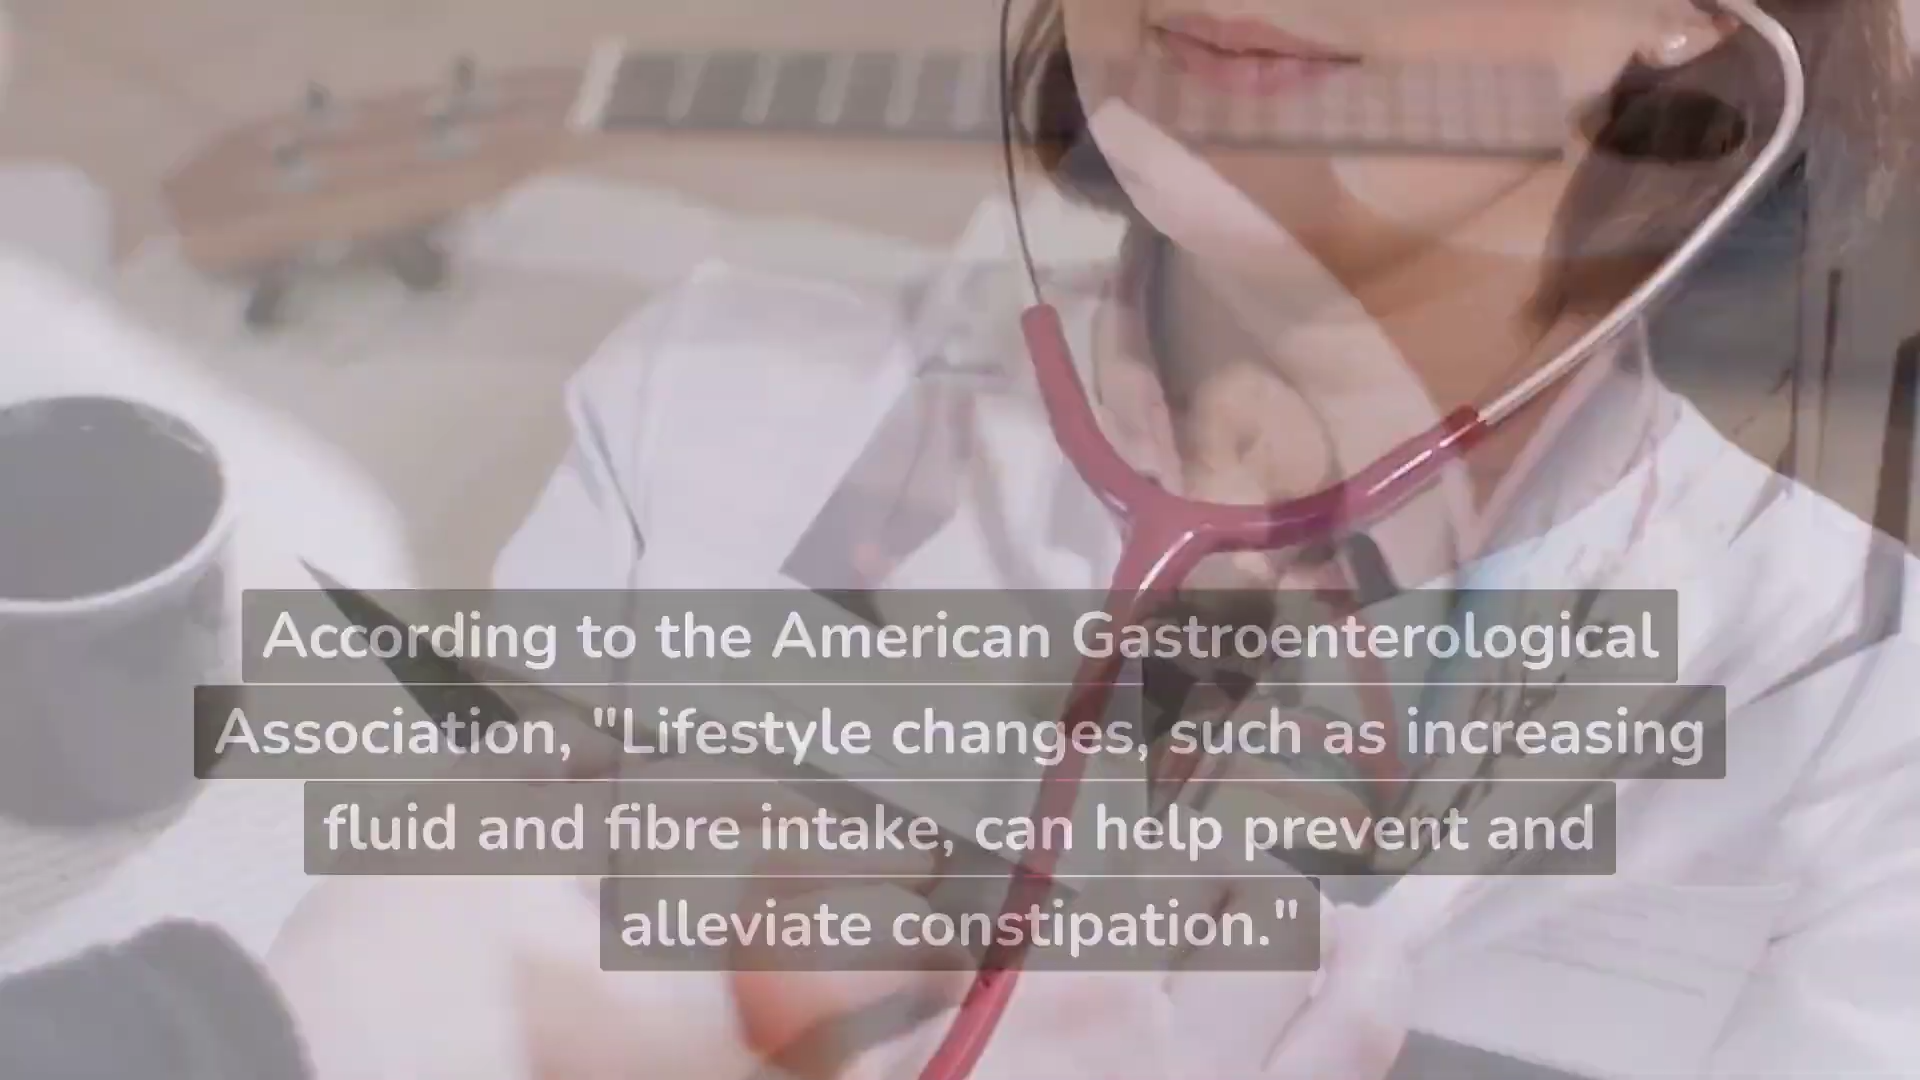 According to the American Gastroenterological
Association, "Lifestyle changes, such as increasing
fluid and fibre intake, can help prevent and
alleviate constipation."